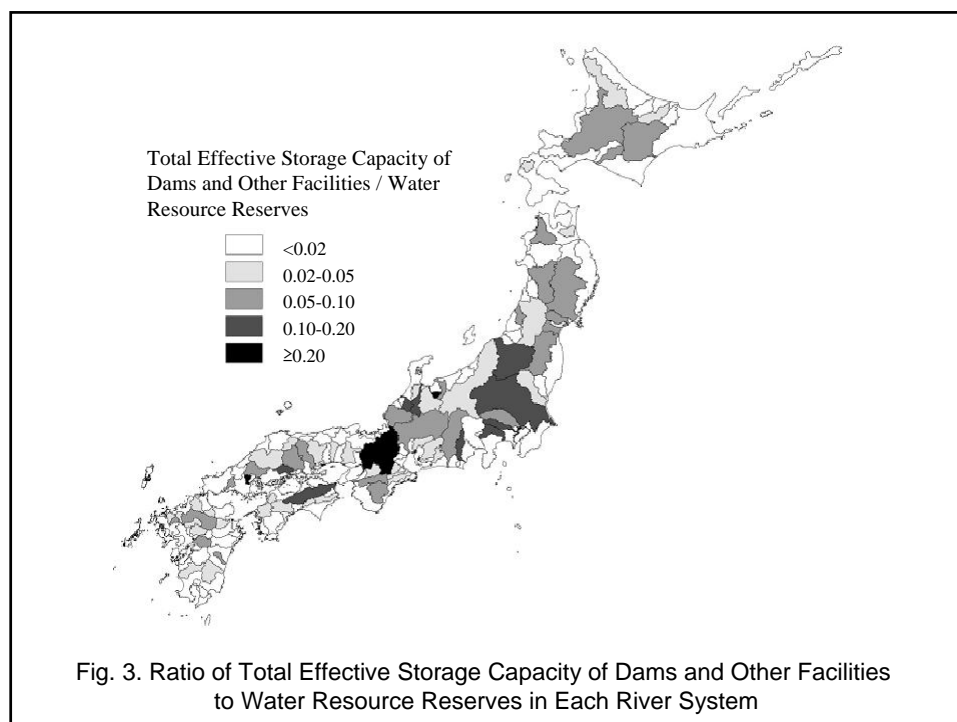 Total Effective Storage Capacity of
Dams and Other Facilities / Water
Resource Reserves
<0.02
0.02-0.05
0.05-0.10
0.10-0.20
≥0.20
Fig. 3. Ratio of Total Effective Storage Capacity of Dams and Other Facilities
to Water Resource Reserves in Each River System